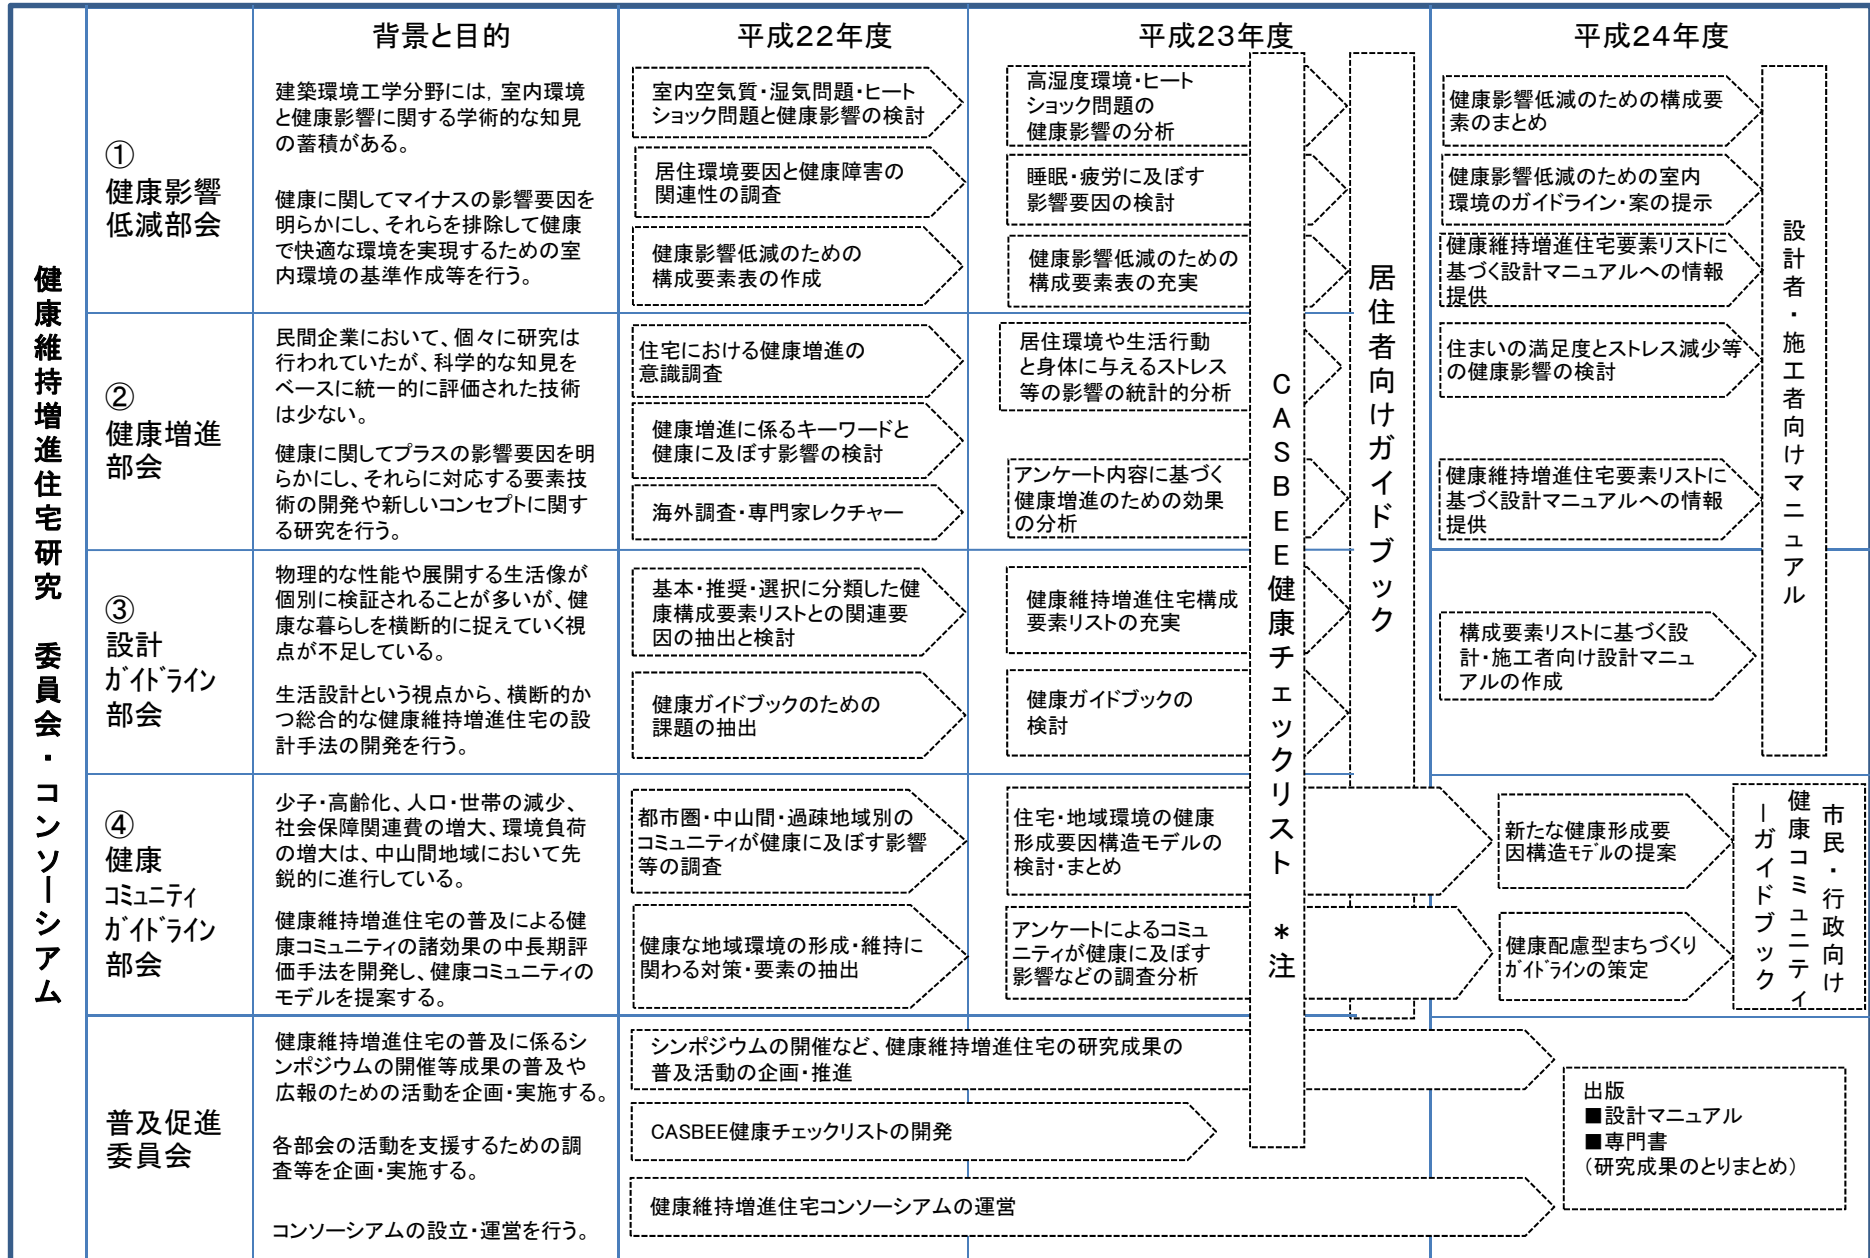 健康維持増進住宅研究　委員会・コンソーシアム
背景と目的
平成22年度
平成23年度
平成24年度
①
健康影響
低減部会
建築環境工学分野には，室内環境
と健康影響に関する学術的な知見
の蓄積がある。
健康に関してマイナスの影響要因を
明らかにし、それらを排除して健康
で快適な環境を実現するための室
内環境の基準作成等を行う。
室内空気質・湿気問題・ヒート
ショック問題と健康影響の検討
居住環境要因と健康障害の
関連性の調査
健康影響低減のための
構成要素表の作成
高湿度環境・ヒート
ショック問題の
健康影響の分析
睡眠・疲労に及ぼす
影響要因の検討
健康影響低減のための
構成要素表の充実
健康影響低減のための構成要
素のまとめ
健康影響低減のための室内
環境のガイドライン・案の提示
健康維持増進住宅要素リストに
基づく設計マニュアルへの情報
提供
②
健康増進
部会
民間企業において、個々に研究は
行われていたが、科学的な知見を
ベースに統一的に評価された技術
は少ない。
健康に関してプラスの影響要因を明
らかにし、それらに対応する要素技
術の開発や新しいコンセプトに関す
る研究を行う。
住宅における健康増進の
意識調査
健康増進に係るキーワードと
健康に及ぼす影響の検討
海外調査・専門家レクチャー
居住環境や生活行動
と身体に与えるストレス
等の影響の統計的分析
アンケート内容に基づく
健康増進のための効果
の分析
住まいの満足度とストレス減少等
の健康影響の検討
健康維持増進住宅要素リストに
基づく設計マニュアルへの情報
提供
③
設計
ガイドライン
部会
物理的な性能や展開する生活像が
個別に検証されることが多いが、健
康な暮らしを横断的に捉えていく視
点が不足している。
生活設計という視点から、横断的か
つ総合的な健康維持増進住宅の設
計手法の開発を行う。
基本・推奨・選択に分類した健
康構成要素リストとの関連要
因の抽出と検討
健康ガイドブックのための
課題の抽出
健康維持増進住宅構成
要素リストの充実
健康ガイドブックの
検討
構成要素リストに基づく設
計・施工者向け設計マニュ
アルの作成
④
健康
コミュニティ
ガイドライン
部会
少子・高齢化、人口・世帯の減少、
社会保障関連費の増大、環境負荷
の増大は、中山間地域において先
鋭的に進行している。
健康維持増進住宅の普及による健
康コミュニティの諸効果の中長期評
価手法を開発し、健康コミュニティの
モデルを提案する。
都市圏・中山間・過疎地域別の
コミュニティが健康に及ぼす影響
等の調査
健康な地域環境の形成・維持に
関わる対策・要素の抽出
住宅・地域環境の健康
形成要因構造モデルの
検討・まとめ
アンケートによるコミュ
ニティが健康に及ぼす
影響などの調査分析
新たな健康形成要
因構造モデルの提案
健康配慮型まちづくり
ガイドラインの策定
普及促進
委員会
健康維持増進住宅の普及に係るシ
ンポジウムの開催等成果の普及や
広報のための活動を企画・実施する。
各部会の活動を支援するための調
査等を企画・実施する。
コンソーシアムの設立・運営を行う。
シンポジウムの開催など、健康維持増進住宅の研究成果の
普及活動の企画・推進
CASBEE健康チェックリストの開発
健康維持増進住宅コンソーシアムの運営
CASBEE健康チェックリスト　*注
居住者向けガイドブック
設計者・施工者向けマニュアル
市民・行政向け
健康コミュニティ
ーガイドブック
出版
■設計マニュアル
■専門書
（研究成果のとりまとめ）